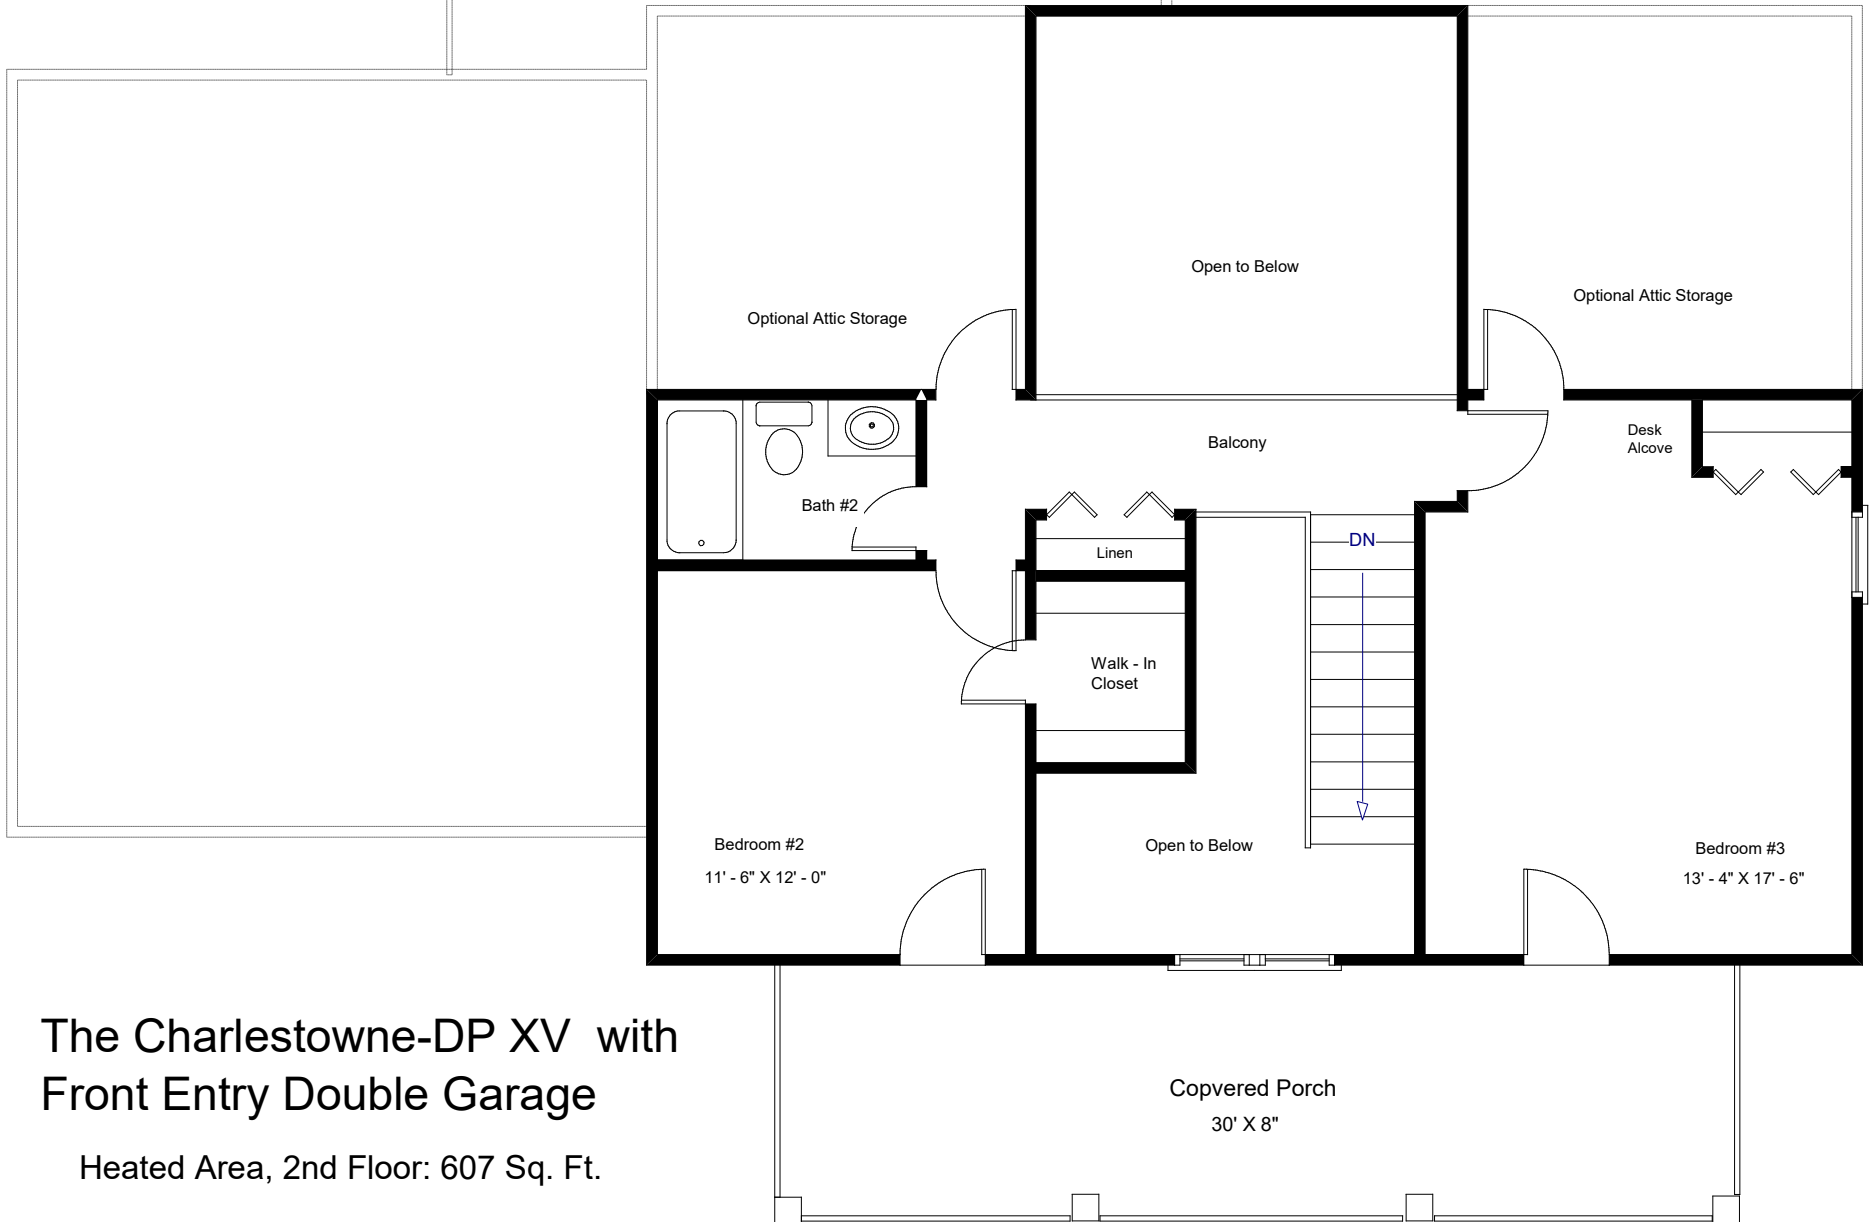 Open to Below
Optional Attic Storage
Optional Attic Storage
Desk
Alcove
Balcony
Bath #2
DN
Linen
Walk - In
Closet
Bedroom #2
11' - 6" X 12' - 0"
Open to Below
Bedroom #3
13' - 4" X 17' - 6"
The Charlestowne-DP XV with
Front Entry Double Garage
Heated Area, 2nd Floor: 607 Sq. Ft.
Copvered Porch
30' X 8"